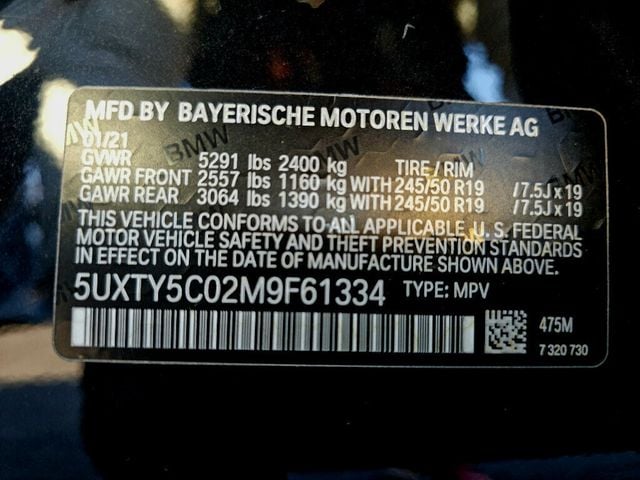 MFD BY BAYERISCHE MOTOREN WERKE AG
01/21
GVWR 5291 lbs 2400 kg TIRE / RIM
GAWR FRONT 2557 lbs 1160 kg WITH 245/50 R19 /7.5J x 19
GAWR REAR 3064 lbs 1390 kg WITH 245/50 R19 /7.5J x 19
THIS VEHICLE CONFORMS TO ALL APPLICABLE U. S. FEDERAL
MOTOR VEHICLE SAFETY AND THEFT PREVENTION STANDARDS
IN EFFECT ON THE DATE OF MANUFACTURE SHOWN ABOVE:
5UXTY5C02M9F61334 TYPE: MPV
475M
7 320 730